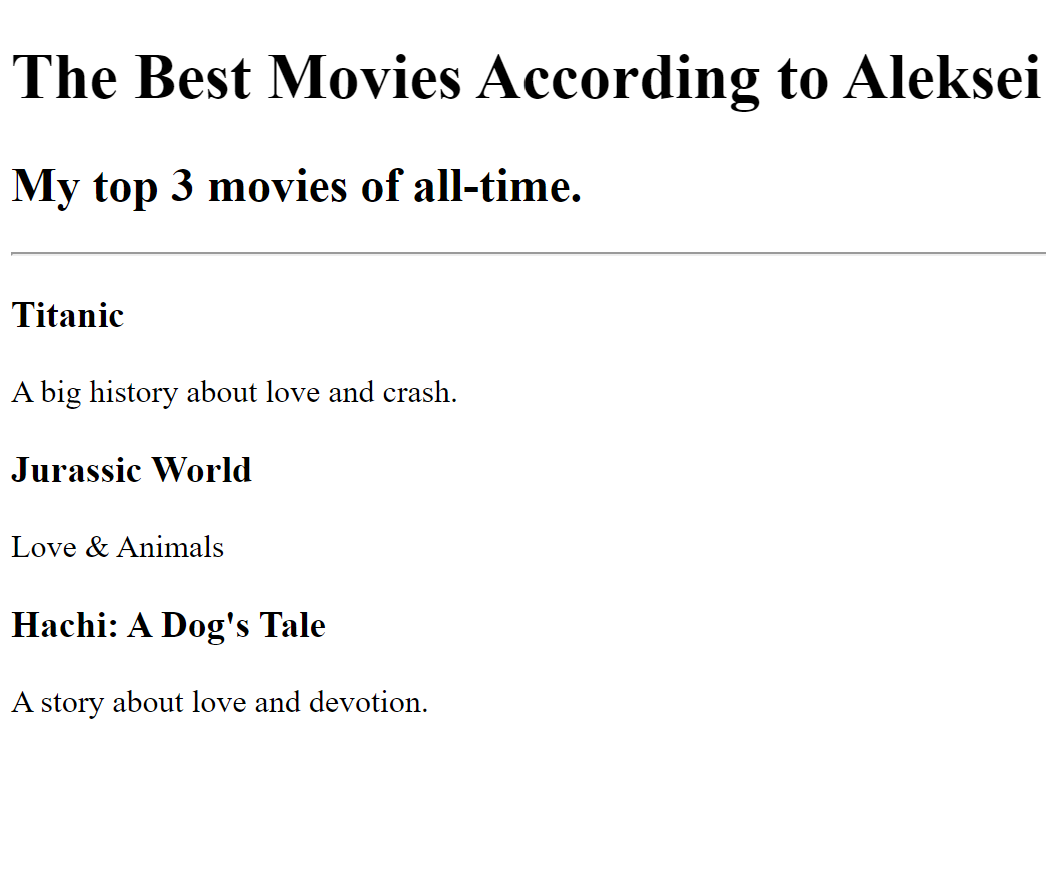 The Best Movies According to Aleksei
My top 3 movies of all-time.
Titanic
A big history about love and crash.
Jurassic World
Love & Animals
Hachi: A Dog's Tale
A story about love and devotion.